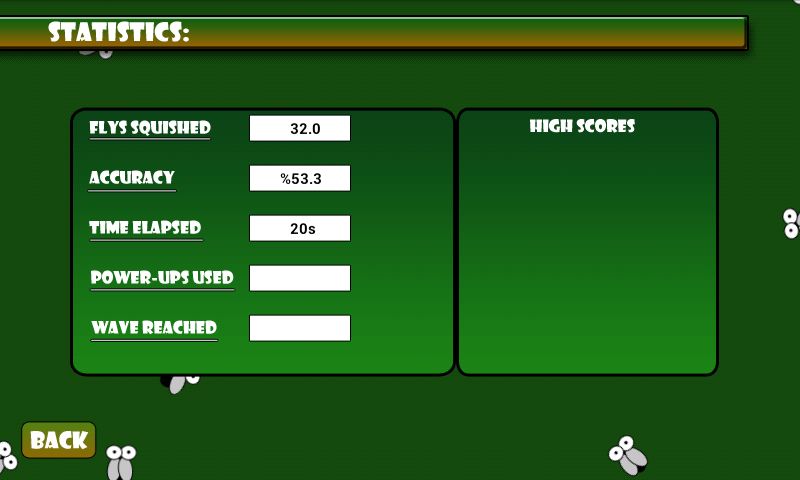 STATISTICS:
FLYS SQUISHED 32.0
ACCURACY %53.3
TIME ELAPSED 20s
POWER-UPS USED
WAVE REACHED
HIGH SCORES
BACK